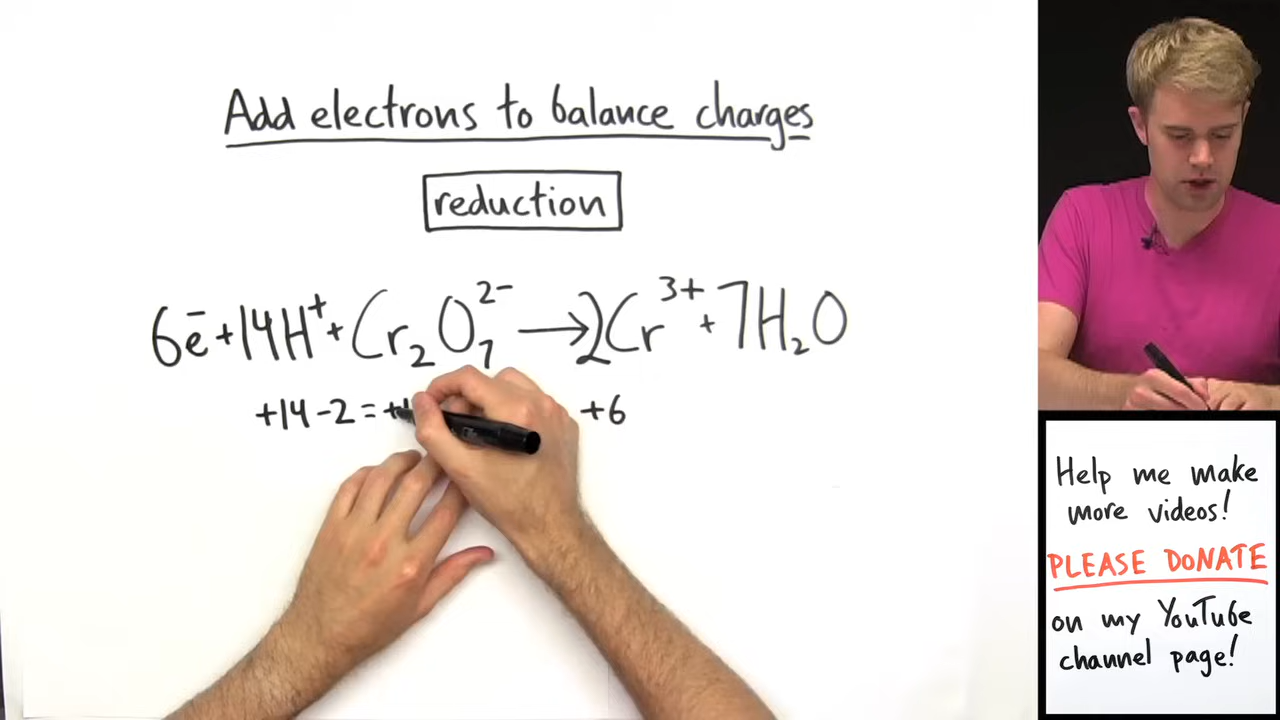 Add electrons to balance charges
reduction
6e⁻ + 14H⁺ + Cr₂O₇²⁻ → 2Cr³⁺ + 7H₂O
+14 - 2 = +6
Help me make
more videos!
PLEASE DONATE
on my YouTube
channel page!